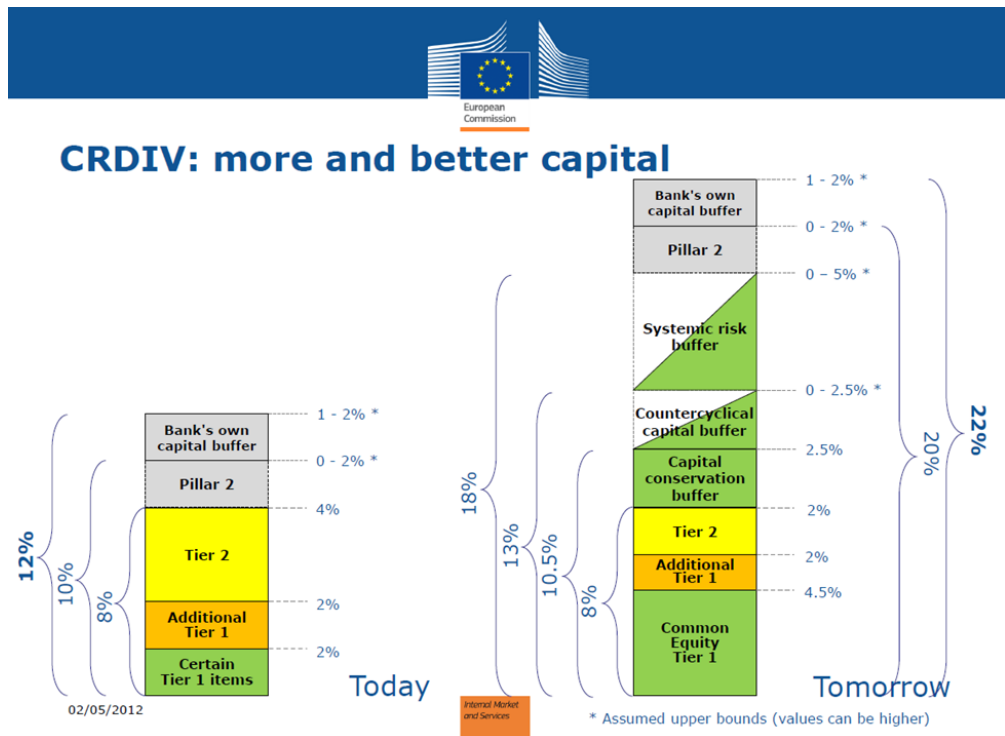 European
Commission
CRDIV: more and better capital
12%
10%
8%
Bank's own
capital buffer
Pillar 2
Tier 2
Additional
Tier 1
Certain
Tier 1 items
1 - 2% *
0 - 2% *
4%
2%
2%
Today
18%
13%
10.5%
8%
Bank's own
capital buffer
Pillar 2
Systemic risk
buffer
Countercyclical
capital buffer
Capital
conservation
buffer
Tier 2
Additional
Tier 1
Common
Equity
Tier 1
1 - 2% *
0 - 2% *
0 – 5% *
0 - 2.5% *
2.5%
2%
2%
4.5%
20%
22%
Tomorrow
02/05/2012
Internal Market
and Services
* Assumed upper bounds (values can be higher)